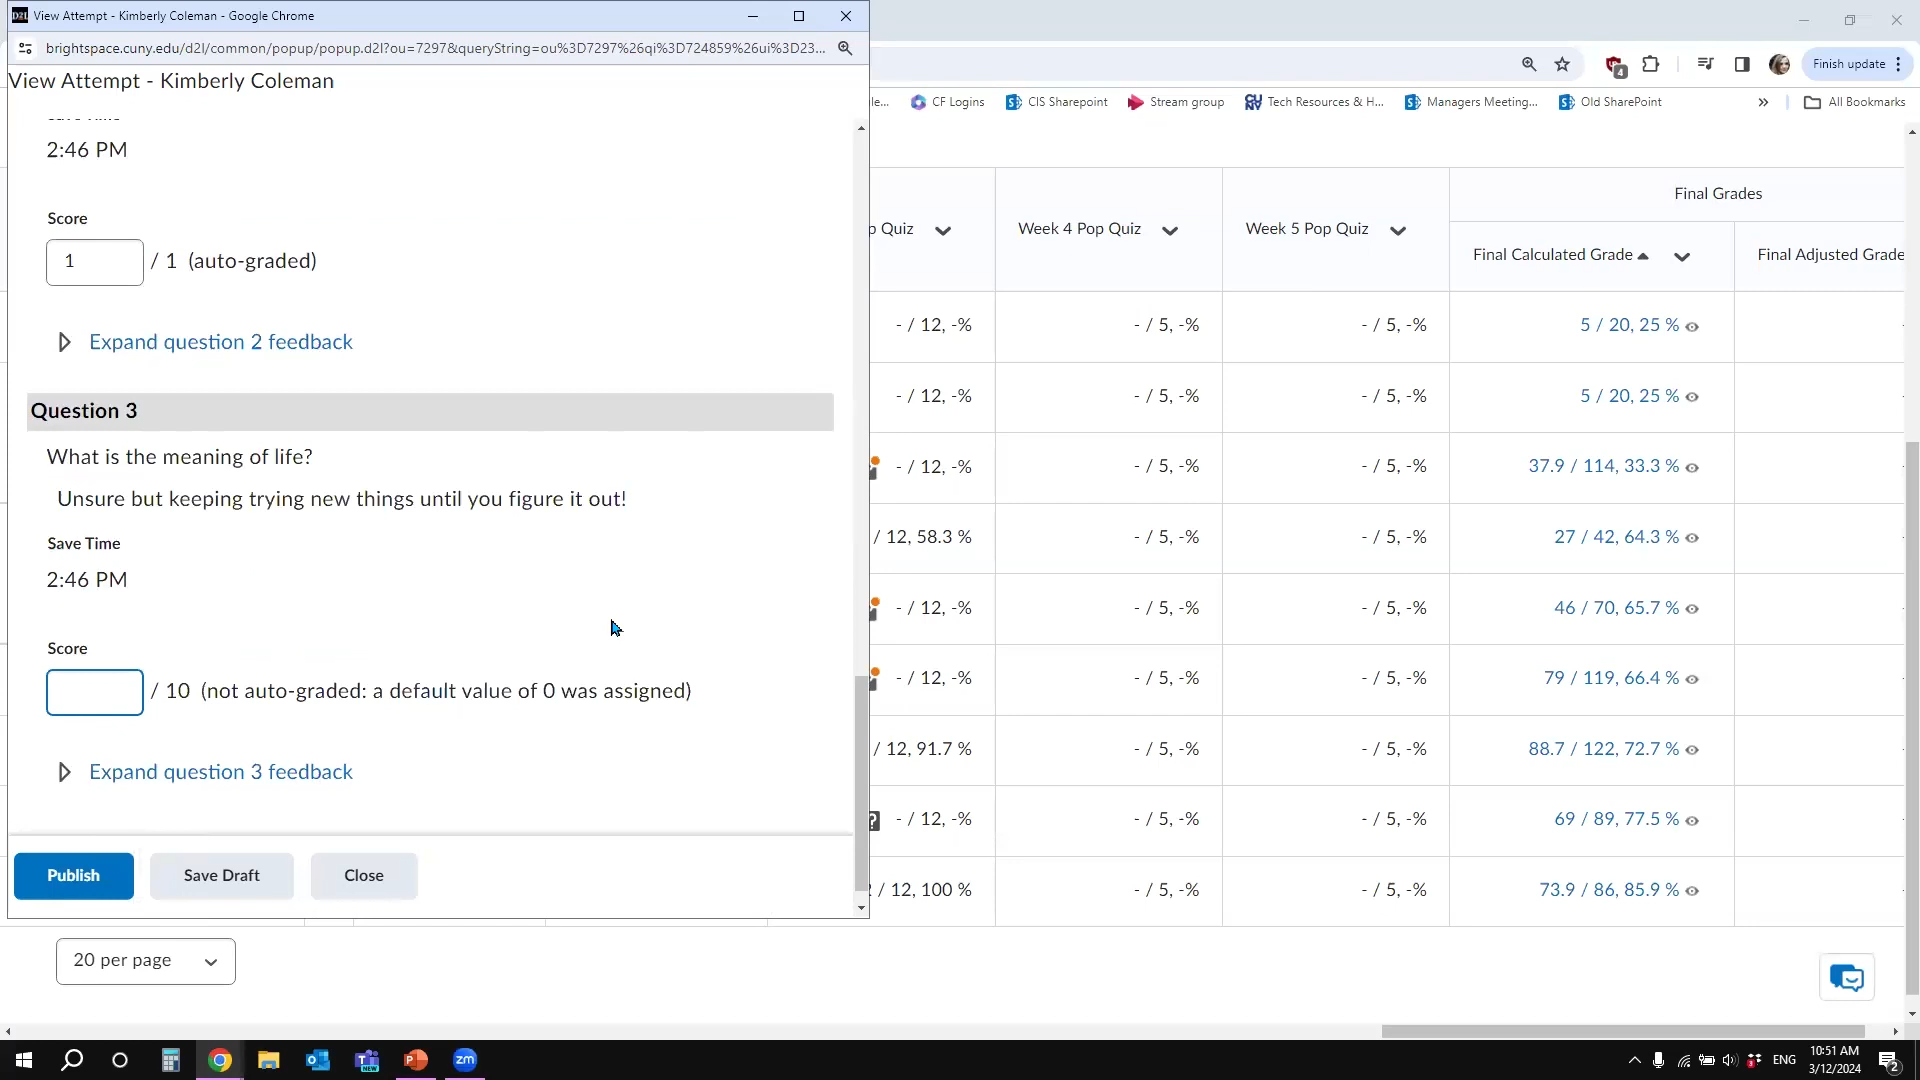 View Attempt - Kimberly Coleman - Google Chrome
brightspace.cuny.edu/d2l/common/popup/popup.d2l?ou=7297&queryString=ou%3D7297%26qi%3D724859%26ui%3D23...
View Attempt - Kimberly Coleman
2:46 PM
Score
1 / 1 (auto-graded)
Expand question 2 feedback
Question 3
What is the meaning of life?
Unsure but keeping trying new things until you figure it out!
Save Time
2:46 PM
Score
/ 10 (not auto-graded: a default value of 0 was assigned)
Expand question 3 feedback
Publish
Save Draft
Close
20 per page
4
Finish update
le...
CF Logins
CIS Sharepoint
Stream group
Tech Resources & H...
Managers Meeting...
Old SharePoint
»
All Bookmarks
Final Grades
p Quiz
Week 4 Pop Quiz
Week 5 Pop Quiz
Final Calculated Grade
Final Adjusted Grade
- / 12, -% - / 5, -% - / 5, -% 5 / 20, 25 %
- / 12, -% - / 5, -% - / 5, -% 5 / 20, 25 %
- / 12, -% - / 5, -% - / 5, -% 37.9 / 114, 33.3 %
/ 12, 58.3 % - / 5, -% - / 5, -% 27 / 42, 64.3 %
- / 12, -% - / 5, -% - / 5, -% 46 / 70, 65.7 %
- / 12, -% - / 5, -% - / 5, -% 79 / 119, 66.4 %
/ 12, 91.7 % - / 5, -% - / 5, -% 88.7 / 122, 72.7 %
- / 12, -% - / 5, -% - / 5, -% 69 / 89, 77.5 %
/ 12, 100 % - / 5, -% - / 5, -% 73.9 / 86, 85.9 %
zm
ENG
10:51 AM
3/12/2024
2